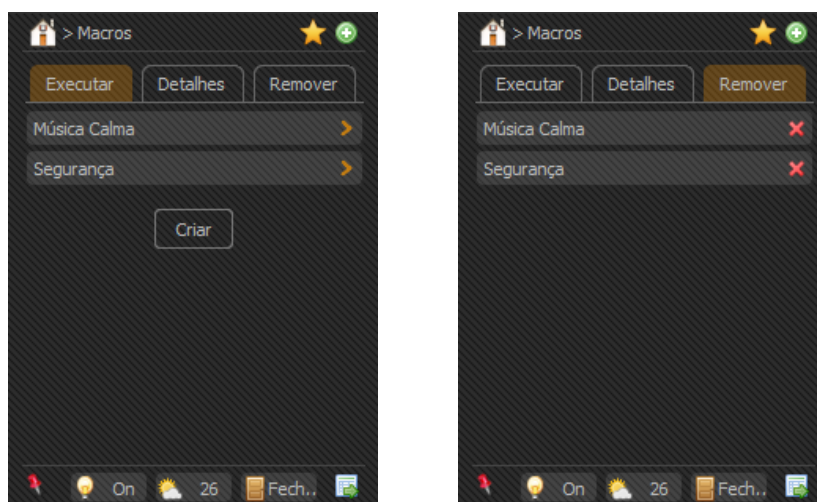 > Macros
Executar Detalhes Remover
Música Calma
Segurança
Criar
On 26 Fech..
> Macros
Executar Detalhes Remover
Música Calma
Segurança
On 26 Fech..